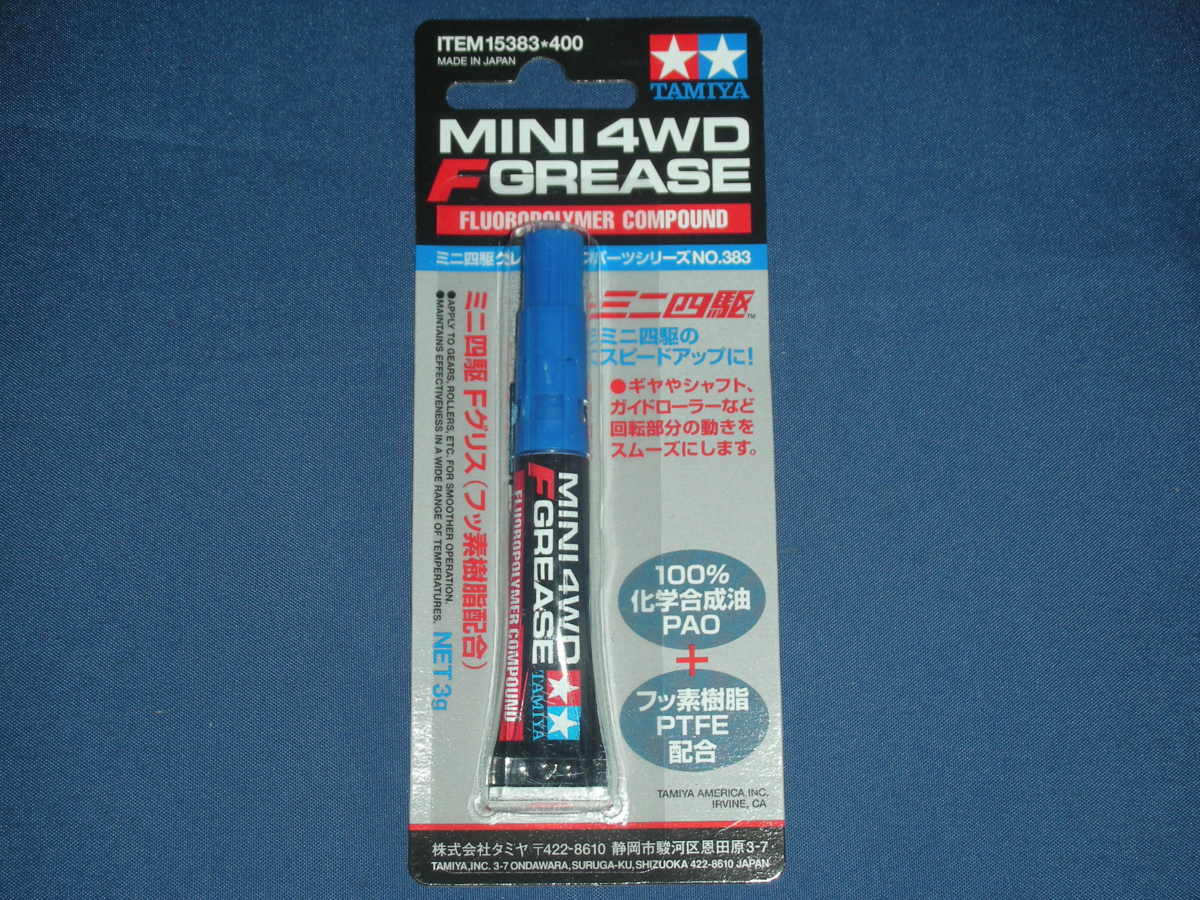 ITEM 15383★400
MADE IN JAPAN
TAMIYA
MINI 4WD
F GREASE
FLUOROPOLYMER COMPOUND
ミニ四駆グレ パーツシリーズNO.383
ミニ四駆™
ミニ四駆の
スピードアップに!
●ギヤやシャフト、
ガイドローラーなど
回転部分の動きを
スムーズにします。
ミニ四駆 Fグリス(フッ素樹脂配合)
●APPLY TO GEARS, ROLLERS, ETC. FOR SMOOTHER OPERATION.
●MAINTAINS EFFECTIVENESS IN A WIDE RANGE OF TEMPERATURES.
NET 3g
MINI 4WD
F GREASE
FLUOROPOLYMER COMPOUND
TAMIYA
100%
化学合成油
PAO
+
フッ素樹脂
PTFE
配合
TAMIYA AMERICA, INC.
IRVINE, CA
株式会社タミヤ 〒422-8610 静岡市駿河区恩田原3-7
TAMIYA, INC. 3-7 ONDAWARA, SURUGA-KU, SHIZUOKA 422-8610 JAPAN